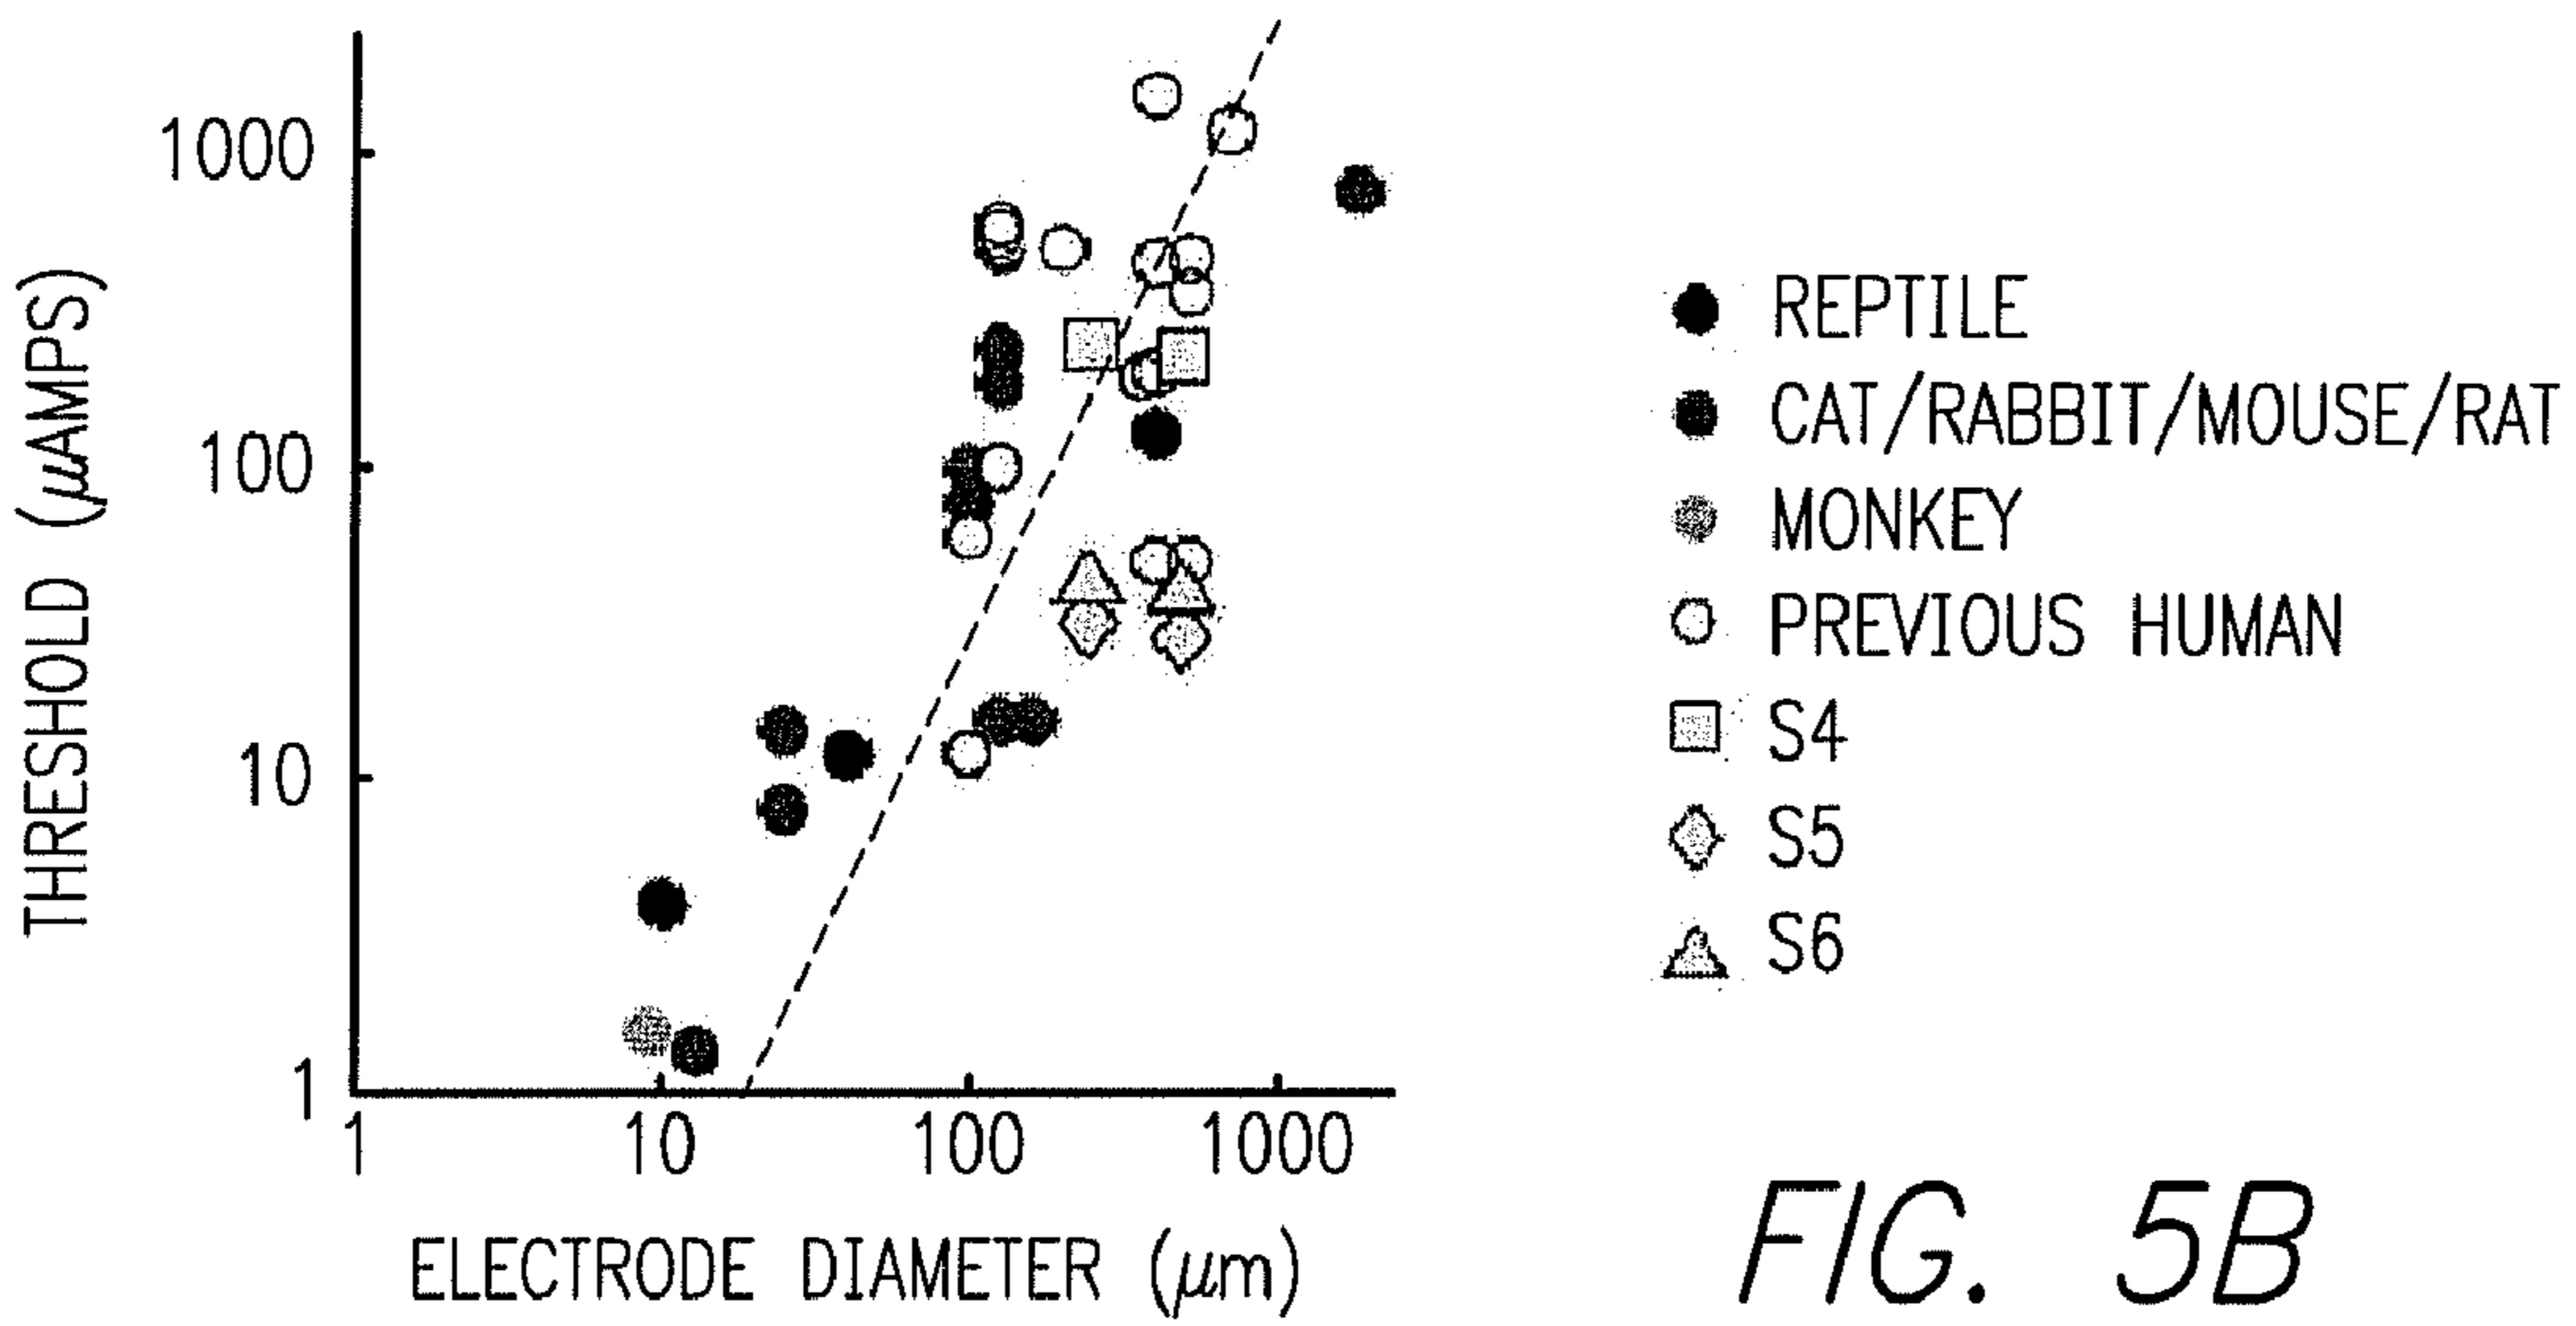 THRESHOLD (μAMPS)
1000
100
10
1
1 10 100 1000
ELECTRODE DIAMETER (μm)
REPTILE
CAT/RABBIT/MOUSE/RAT
MONKEY
PREVIOUS HUMAN
S4
S5
S6
FIG. 5B